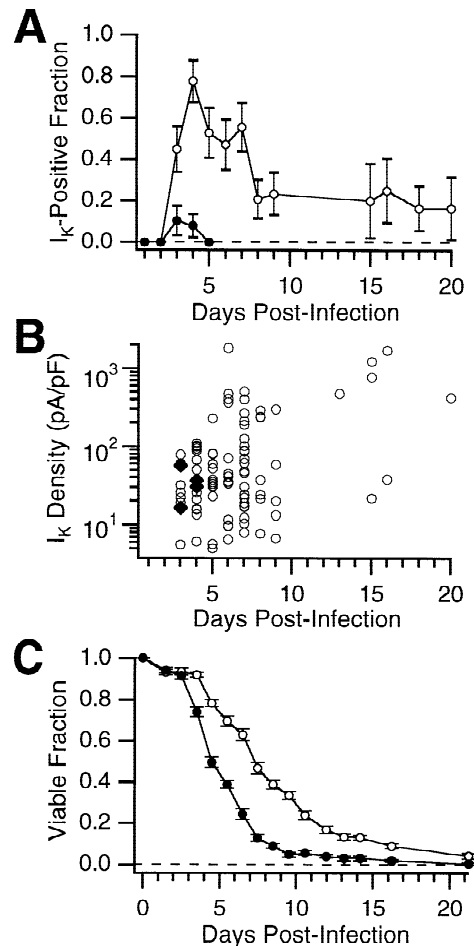 A
I_K-Positive Fraction
1.0
0.8
0.6
0.4
0.2
0.0
5 10 15 20
Days Post-Infection
B
I_K Density (pA/pF)
10³
10²
10¹
5 10 15 20
Days Post-Infection
C
Viable Fraction
1.0
0.8
0.6
0.4
0.2
0.0
0 5 10 15 20
Days Post-Infection